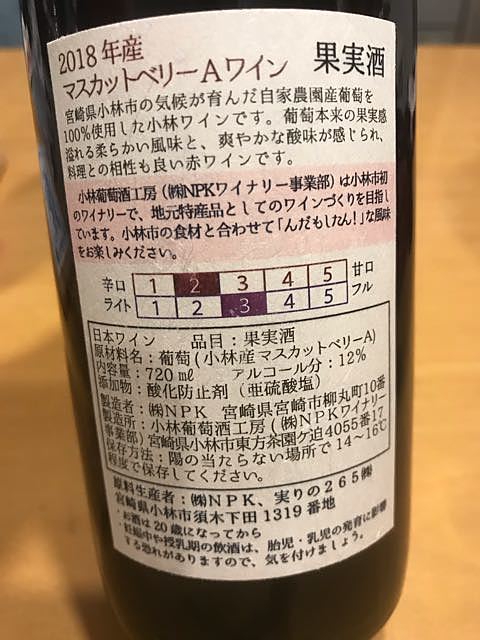 2018年産
マスカットベリーAワイン 果実酒
宮崎県小林市の気候が育んだ自家農園産葡萄を
100%使用した小林ワインです。葡萄本来の果実感
溢れる柔らかい風味と、爽やかな酸味が感じられ、
料理との相性も良い赤ワインです。
小林葡萄酒工房(㈱NPKワイナリー事業部)は小林市初
のワイナリーで、地元特産品としてのワインづくりを目指し
ています。小林市の食材と合わせて「んだもしたん!」な風味
をお楽しみください。
辛口 1 2 3 4 5 甘口
ライト 1 2 3 4 5 フル
日本ワイン 品目:果実酒
原材料名:葡萄(小林産マスカットベリーA)
内容量:720㎖ アルコール分:12%
添加物:酸化防止剤(亜硫酸塩)
製造者:㈱NPK 宮崎県宮崎市柳丸町10番
製造所:小林葡萄酒工房(㈱NPKワイナリー
事業部)宮崎県小林市東方茶園ケ迫4055番17
保存方法:陽の当たらない場所で14~16℃
程度で保存してください。
原料生産者:㈱NPK、実りの265㈱
宮崎県小林市須木下田1319番地
・お酒は20歳になってから
・妊娠中や授乳期の飲酒は、胎児・乳児の発育に影響
する恐れがありますので、気を付けましょう。